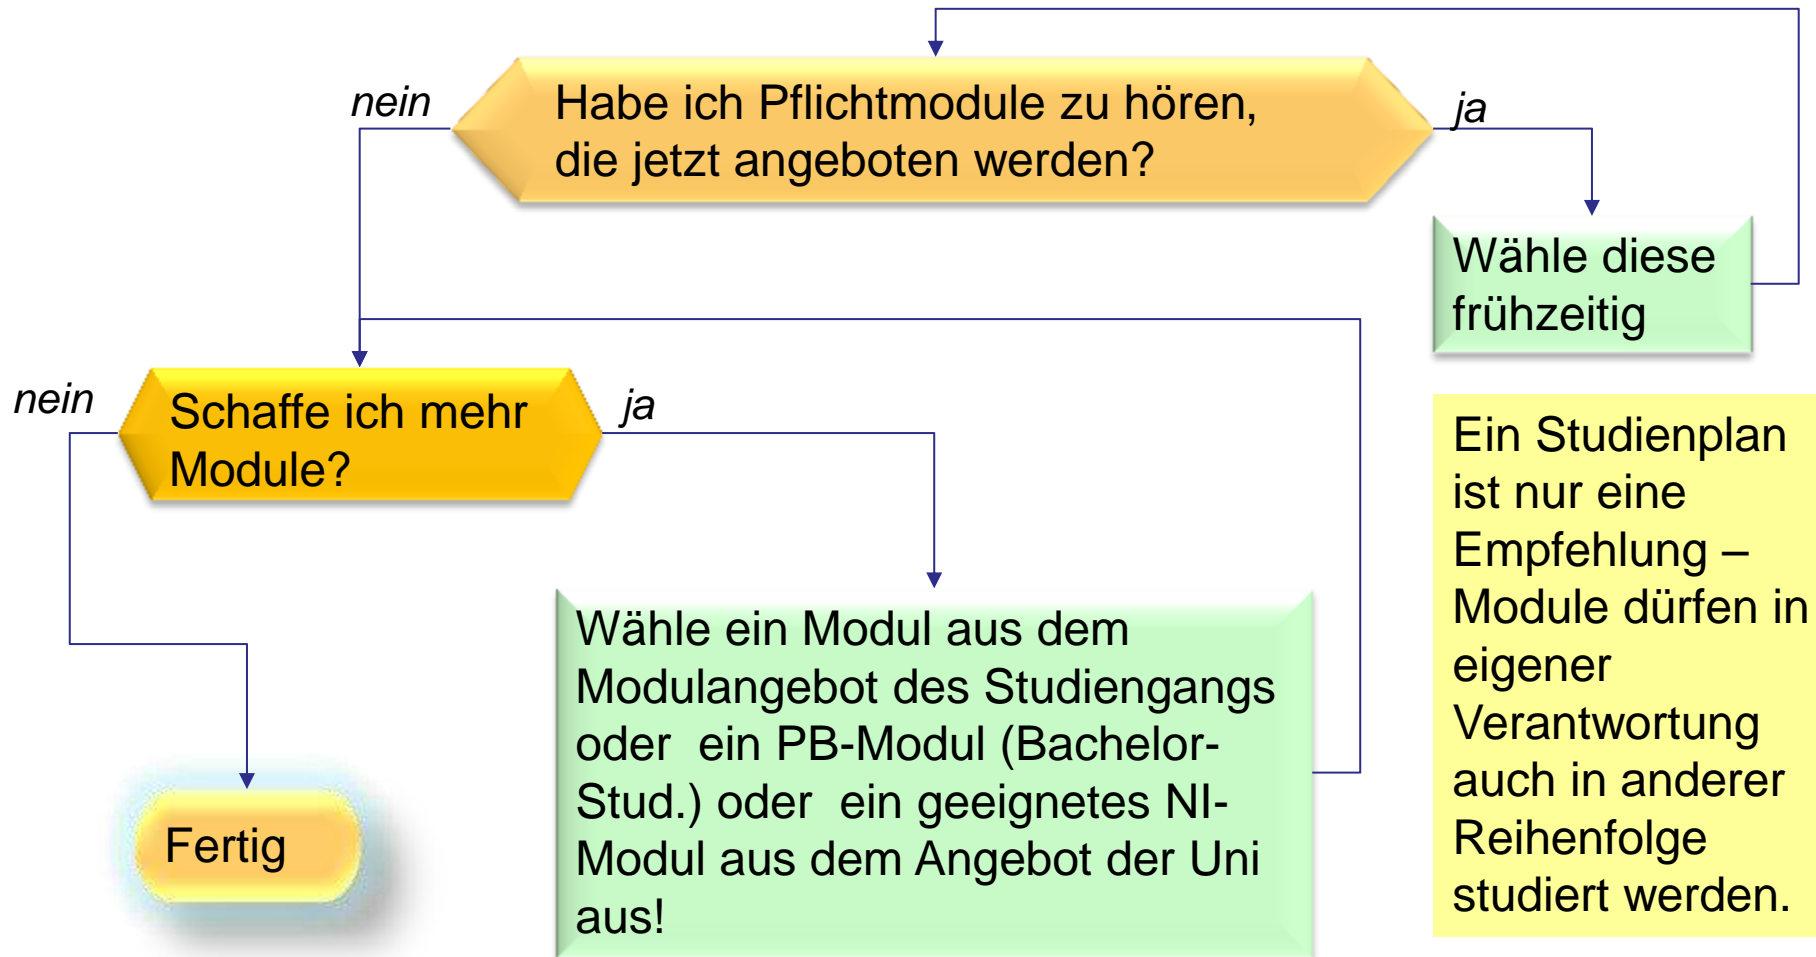 nein
Habe ich Pflichtmodule zu hören,
die jetzt angeboten werden?
ja
Wähle diese
frühzeitig
nein
Schaffe ich mehr
Module?
ja
Wähle ein Modul aus dem
Modulangebot des Studiengangs
oder ein PB-Modul (Bachelor-
Stud.) oder ein geeignetes NI-
Modul aus dem Angebot der Uni
aus!
Fertig
Ein Studienplan
ist nur eine
Empfehlung –
Module dürfen in
eigener
Verantwortung
auch in anderer
Reihenfolge
studiert werden.